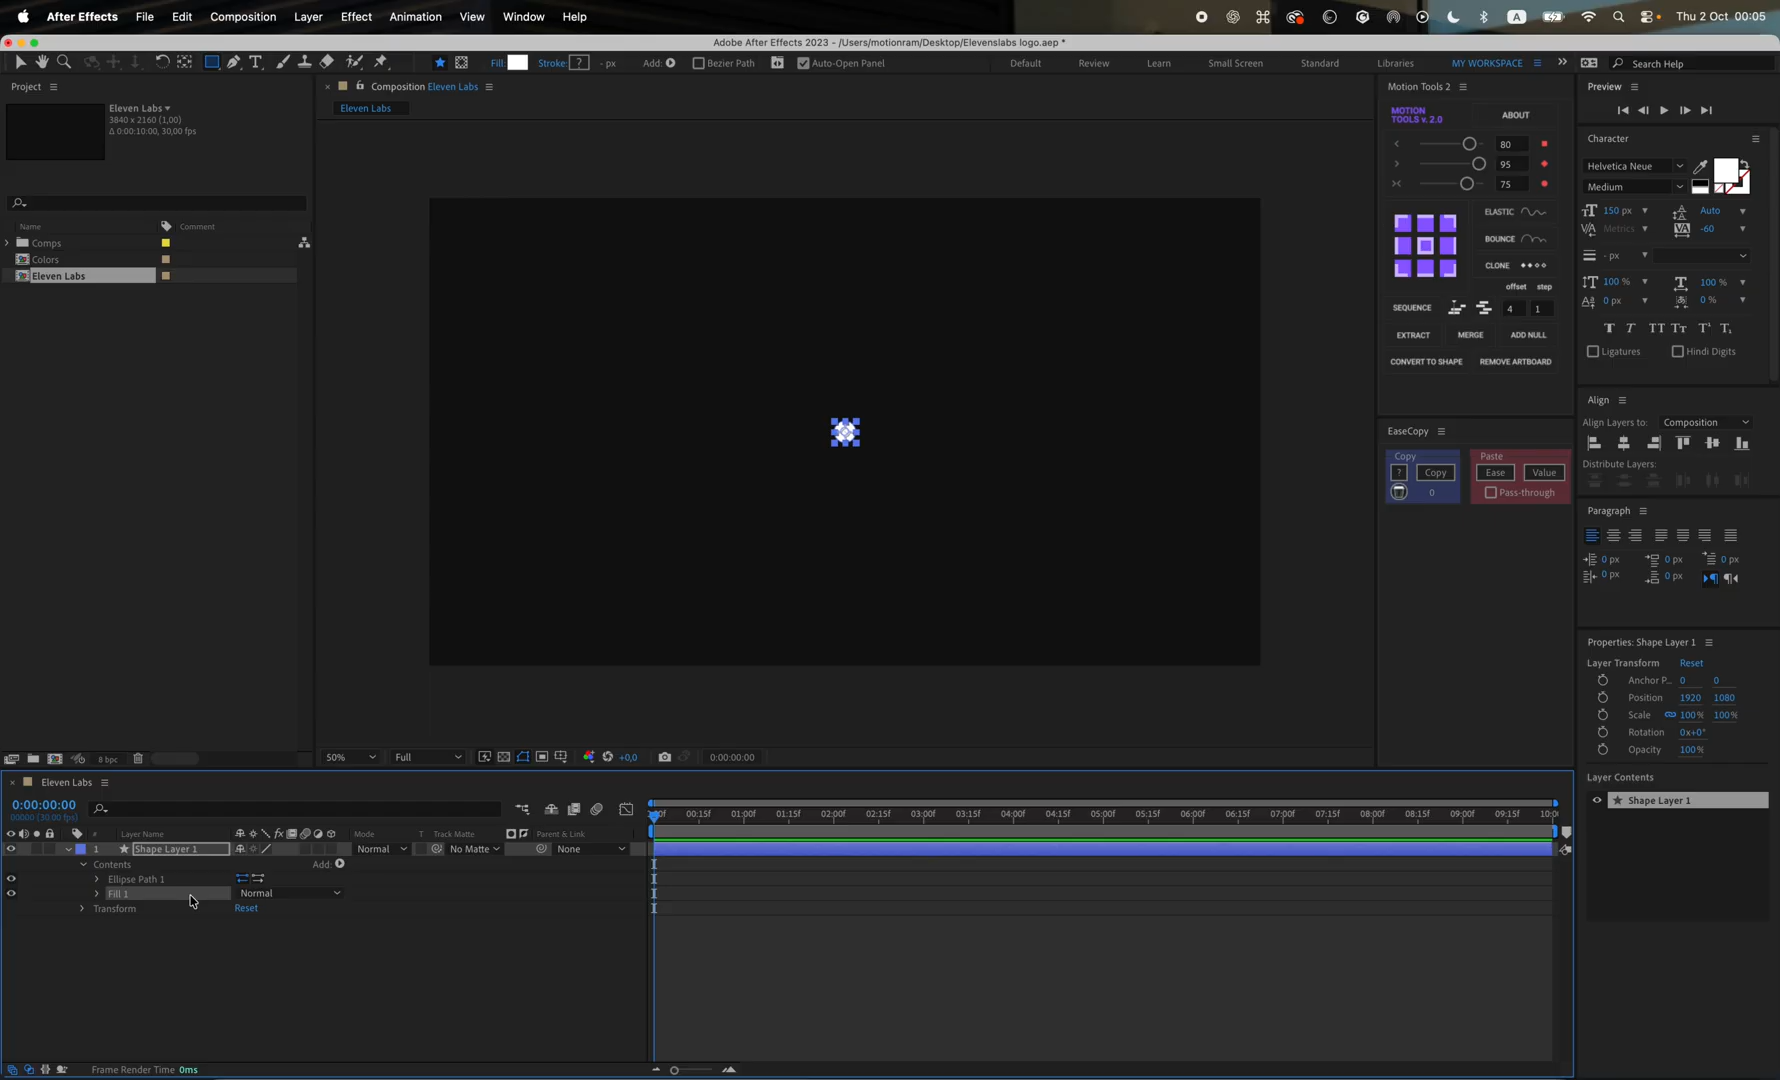 After Effects File Edit Composition Layer Effect Animation View Window Help A Thu 2 Oct 00:05
Adobe After Effects 2023 - /Users/motionram/Desktop/Elevenslabs logo.aep *
Fill: Stroke: ? - px Add: Bezier Path Auto-Open Panel Default Review Learn Small Screen Standard Libraries MY WORKSPACE Search Help
Project
Eleven Labs
3840 x 2160 (1,00)
Δ 0:00:10:00, 30,00 fps
Name Comment
Comps
Colors
Eleven Labs
8 bpc
Composition Eleven Labs
Eleven Labs
50% Full +0,0 0:00:00:00
Motion Tools 2
MOTION
TOOLS v. 2.0
ABOUT
80
95
75
ELASTIC
BOUNCE
CLONE
offset step
SEQUENCE 4 1
EXTRACT MERGE ADD NULL
CONVERT TO SHAPE REMOVE ARTBOARD
EaseCopy
Copy Paste
? Copy Ease Value
0 Pass-through
Preview
Character
Helvetica Neue
Medium
150 px Auto
Metrics -60
- px
100 % 100 %
0 px 0 %
T T TT Tt T¹ T₁
Ligatures Hindi Digits
Align
Align Layers to: Composition
Distribute Layers:
Paragraph
0 px 0 px 0 px
0 px 0 px
Properties: Shape Layer 1
Layer Transform Reset
Anchor P... 0 0
Position 1920 1080
Scale 100% 100%
Rotation 0x+0°
Opacity 100%
Layer Contents
Shape Layer 1
Eleven Labs
0:00:00:00
00000 (30.00 fps)
# Layer Name Mode T Track Matte Parent & Link
1 Shape Layer 1 Normal No Matte None
Contents Add:
Ellipse Path 1
Fill 1 Normal
Transform Reset
00f 00:15f 01:00f 01:15f 02:00f 02:15f 03:00f 03:15f 04:00f 04:15f 05:00f 05:15f 06:00f 06:15f 07:00f 07:15f 08:00f 08:15f 09:00f 09:15f 10:0
Frame Render Time 0ms